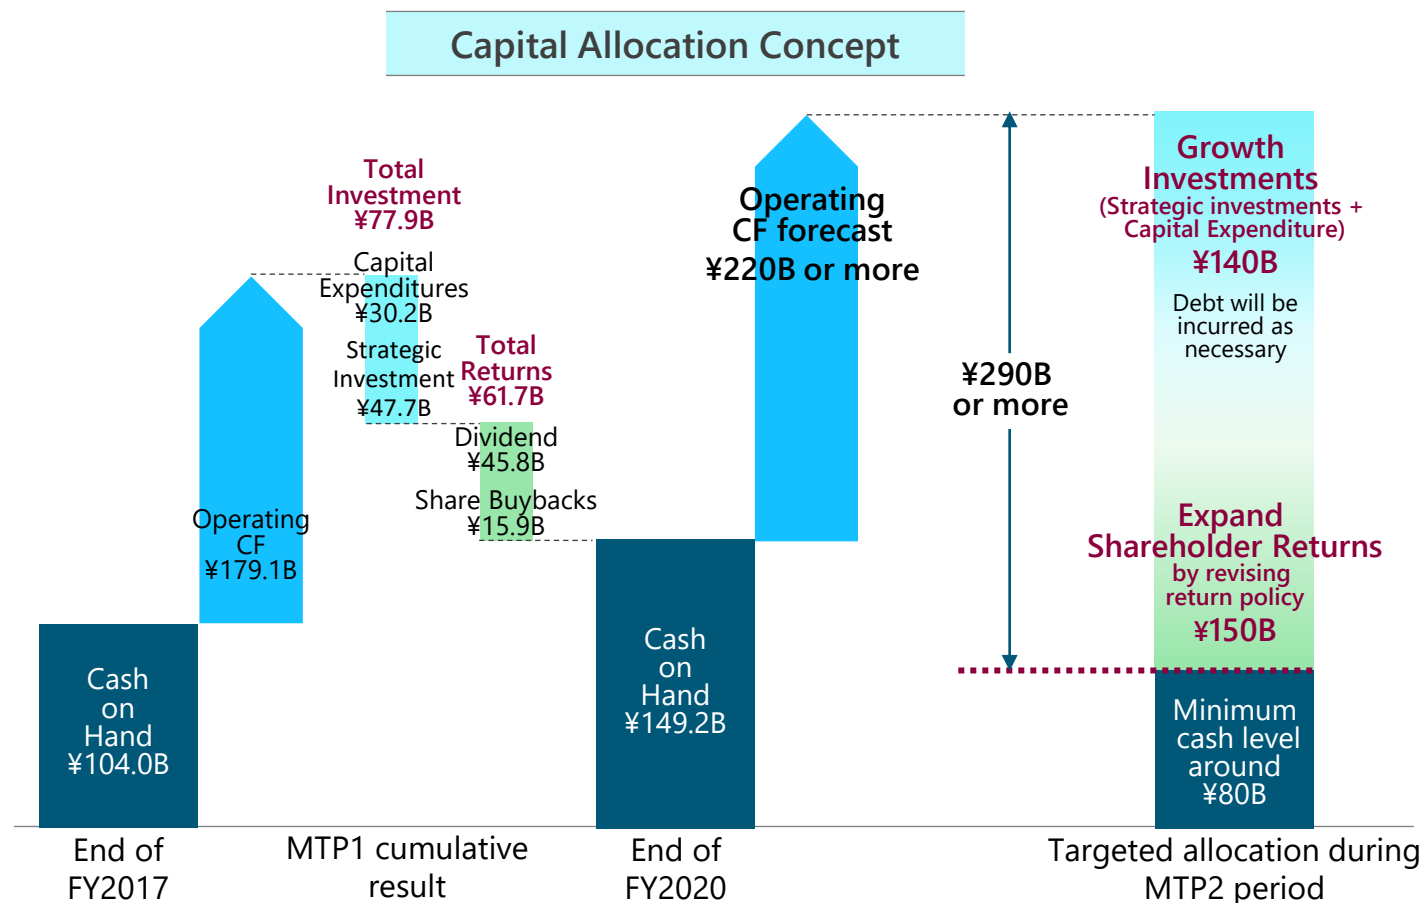 Capital Allocation Concept
Total
Investment
¥77.9B
Capital
Expenditures
¥30.2B
Strategic
Investment
¥47.7B
Total
Returns
¥61.7B
Dividend
¥45.8B
Share Buybacks
¥15.9B
Operating
CF
¥179.1B
Cash
on
Hand
¥104.0B
Operating
CF forecast
¥220B or more
Cash
on
Hand
¥149.2B
¥290B
or more
Growth
Investments
(Strategic investments +
Capital Expenditure)
¥140B
Debt will be
incurred as
necessary
Expand
Shareholder Returns
by revising
return policy
¥150B
Minimum
cash level
around
¥80B
End of
FY2017
MTP1 cumulative
result
End of
FY2020
Targeted allocation during
MTP2 period